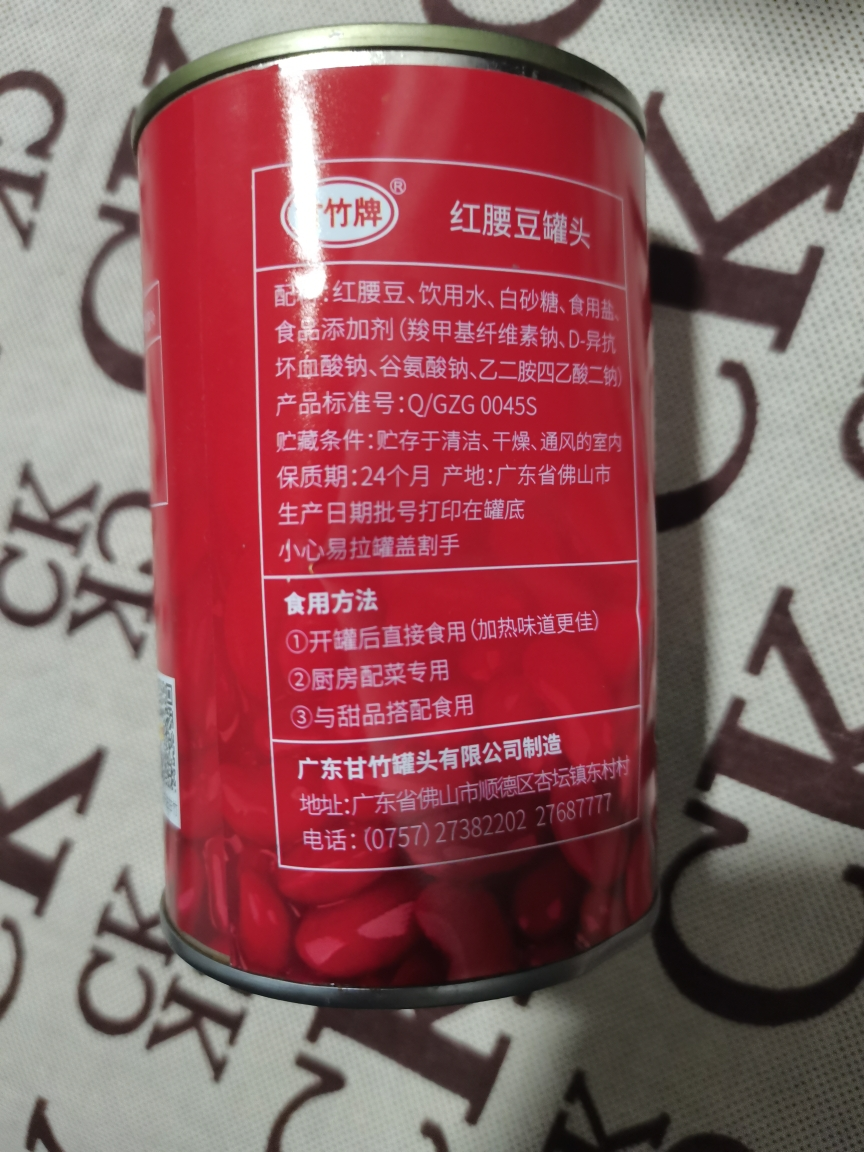 竹牌®
红腰豆罐头
配料:红腰豆、饮用水、白砂糖、食用盐、
食品添加剂(羧甲基纤维素钠、D-异抗
坏血酸钠、谷氨酸钠、乙二胺四乙酸二钠)
产品标准号:Q/GZG 0045S
贮藏条件:贮存于清洁、干燥、通风的室内
保质期:24个月 产地:广东省佛山市
生产日期批号打印在罐底
小心易拉罐盖割手
食用方法
①开罐后直接食用(加热味道更佳)
②厨房配菜专用
③与甜品搭配食用
广东甘竹罐头有限公司制造
地址:广东省佛山市顺德区杏坛镇东村村
电话:(0757)27382202 27687777
CK
CK
CK
CK
CK